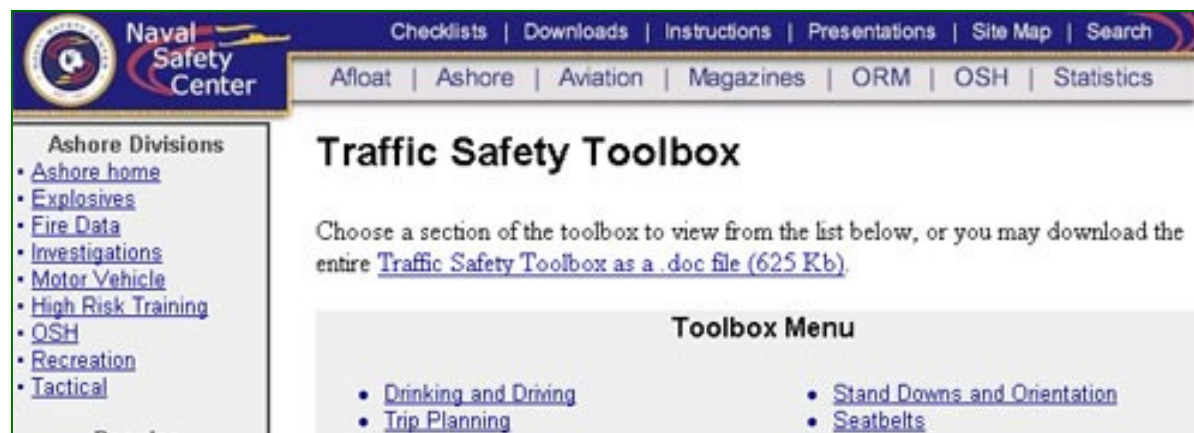 Naval
Safety
Center
Checklists | Downloads | Instructions | Presentations | Site Map | Search
Afloat | Ashore | Aviation | Magazines | ORM | OSH | Statistics
Ashore Divisions
• Ashore home
• Explosives
• Fire Data
• Investigations
• Motor Vehicle
• High Risk Training
• OSH
• Recreation
• Tactical
Traffic Safety Toolbox
Choose a section of the toolbox to view from the list below, or you may download the
entire Traffic Safety Toolbox as a .doc file (625 Kb).
Toolbox Menu
• Drinking and Driving
• Trip Planning
• Stand Downs and Orientation
• Seatbelts